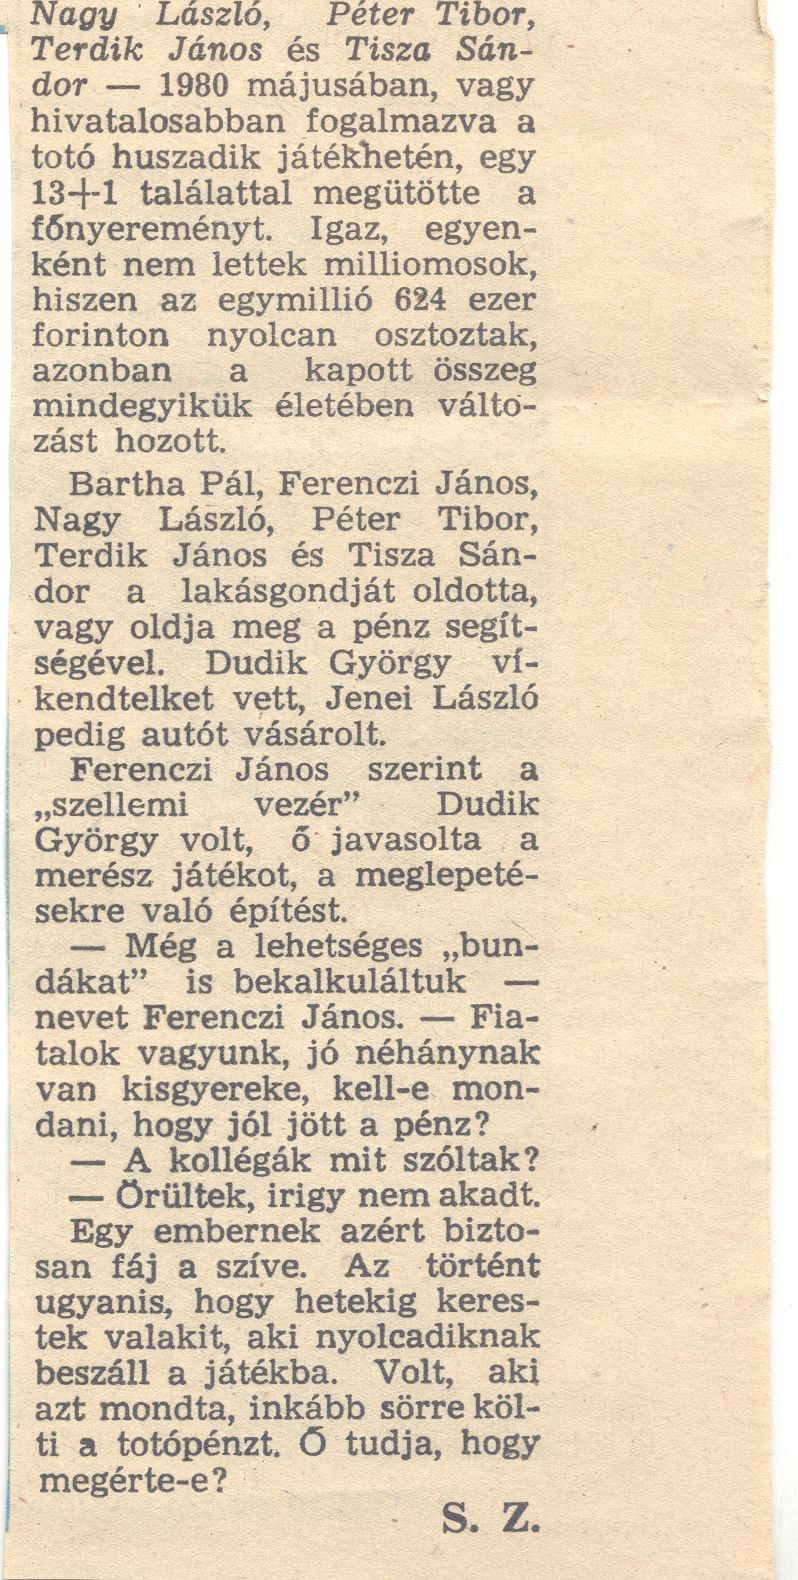 Nagy László, Péter Tibor,
Terdik János és Tisza Sán-
dor — 1980 májusában, vagy
hivatalosabban fogalmazva a
totó huszadik játékhetén, egy
13+1 találattal megütötte a
főnyereményt. Igaz, egyen-
ként nem lettek milliomosok,
hiszen az egymillió 624 ezer
forinton nyolcan osztoztak,
azonban a kapott összeg
mindegyikük életében válto-
zást hozott.
Bartha Pál, Ferenczi János,
Nagy László, Péter Tibor,
Terdik János és Tisza Sán-
dor a lakásgondját oldotta,
vagy oldja meg a pénz segít-
ségével. Dudik György ví-
kendtelket vett, Jenei László
pedig autót vásárolt.
Ferenczi János szerint a
„szellemi vezér” Dudik
György volt, ő javasolta a
merész játékot, a meglepeté-
sekre való építést.
— Még a lehetséges „bun-
dákat” is bekalkuláltuk —
nevet Ferenczi János. — Fia-
talok vagyunk, jó néhánynak
van kisgyereke, kell-e mon-
dani, hogy jól jött a pénz?
— A kollégák mit szóltak?
— Örültek, irigy nem akadt.
Egy embernek azért bizto-
san fáj a szíve. Az történt
ugyanis, hogy hetekig keres-
tek valakit, aki nyolcadiknak
beszáll a játékba. Volt, aki
azt mondta, inkább sörre köl-
ti a totópénzt. Ő tudja, hogy
megérte-e?
S. Z.